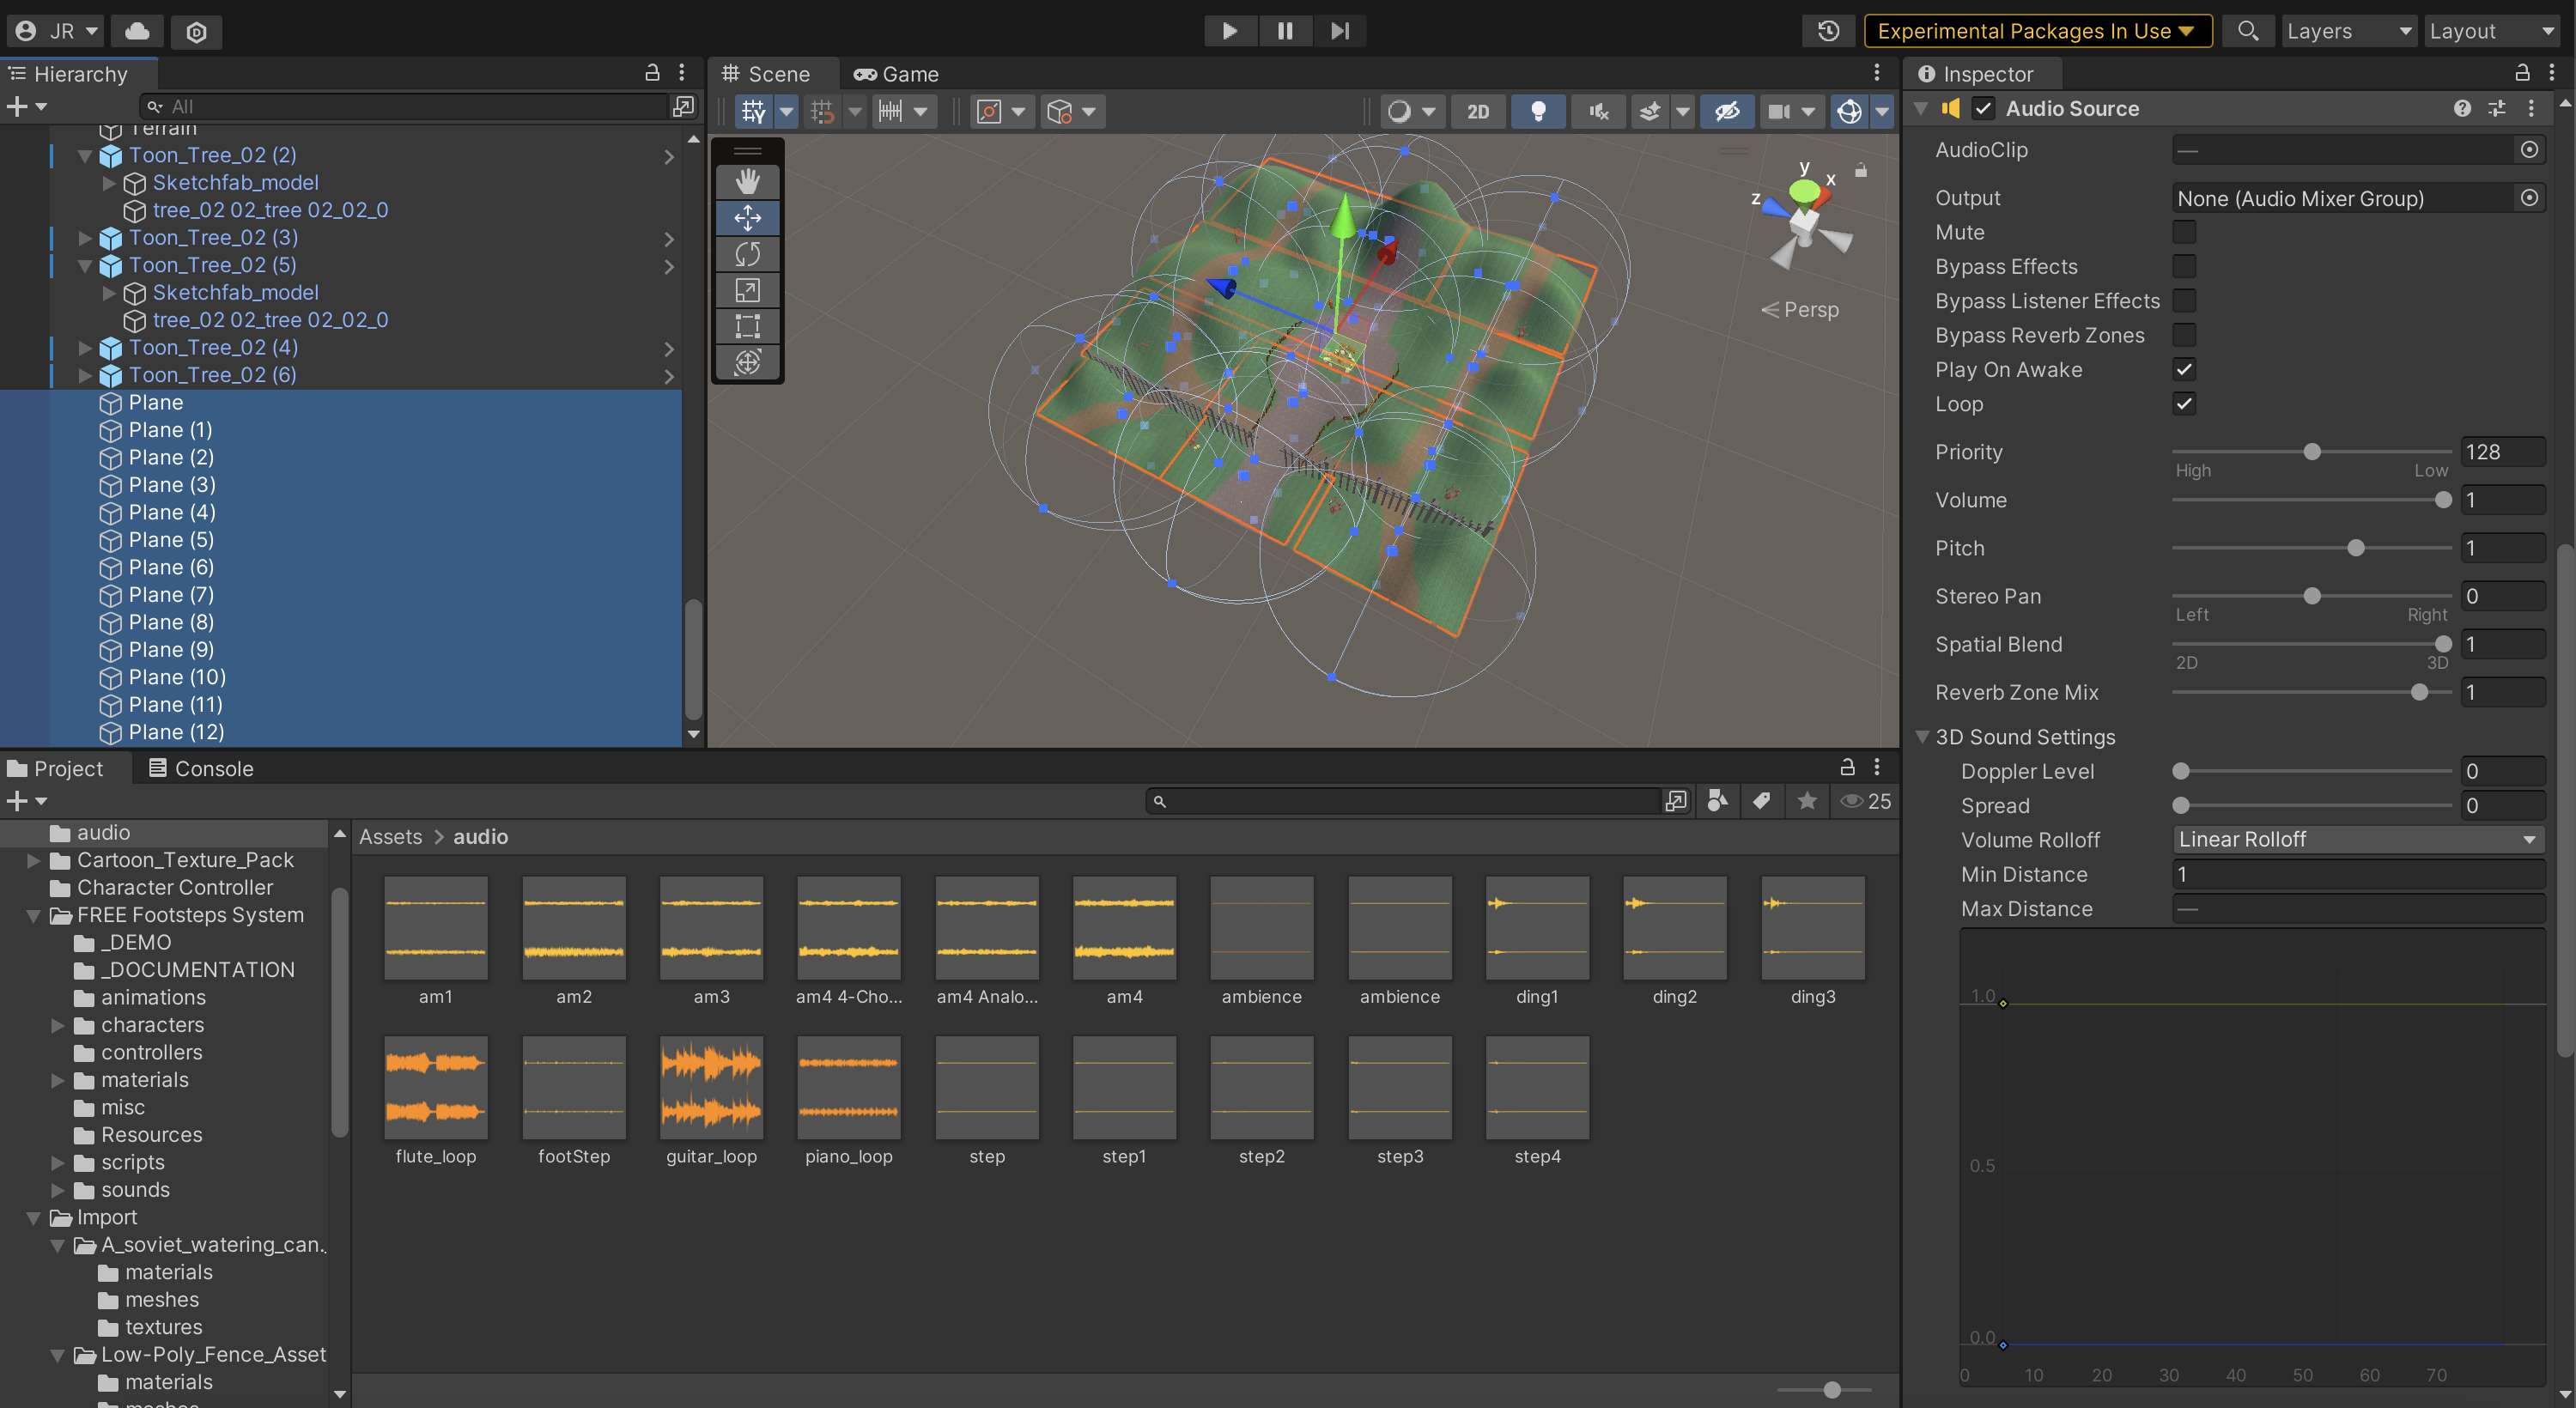 JR
Experimental Packages In Use
Layers
Layout
Hierarchy
All
Terrain
Toon_Tree_02 (2)
Sketchfab_model
tree_02 02_tree 02_02_0
Toon_Tree_02 (3)
Toon_Tree_02 (5)
Sketchfab_model
tree_02 02_tree 02_02_0
Toon_Tree_02 (4)
Toon_Tree_02 (6)
Plane
Plane (1)
Plane (2)
Plane (3)
Plane (4)
Plane (5)
Plane (6)
Plane (7)
Plane (8)
Plane (9)
Plane (10)
Plane (11)
Plane (12)
Scene
Game
2D
y
x
z
Persp
Inspector
Audio Source
AudioClip
—
Output
None (Audio Mixer Group)
Mute
Bypass Effects
Bypass Listener Effects
Bypass Reverb Zones
Play On Awake
Loop
Priority
128
High
Low
Volume
1
Pitch
1
Stereo Pan
0
Left
Right
Spatial Blend
1
2D
3D
Reverb Zone Mix
1
3D Sound Settings
Doppler Level
0
Spread
0
Volume Rolloff
Linear Rolloff
Min Distance
1
Max Distance
—
1.0
0.5
0.0
0 10 20 30 40 50 60 70
Project
Console
25
audio
Cartoon_Texture_Pack
Character Controller
FREE Footsteps System
_DEMO
_DOCUMENTATION
animations
characters
controllers
materials
misc
Resources
scripts
sounds
Import
A_soviet_watering_can.
materials
meshes
textures
Low-Poly_Fence_Asset
materials
meshes
Assets > audio
am1 am2 am3 am4 4-Cho... am4 Analo... am4 ambience ambience ding1 ding2 ding3
flute_loop footStep guitar_loop piano_loop step step1 step2 step3 step4